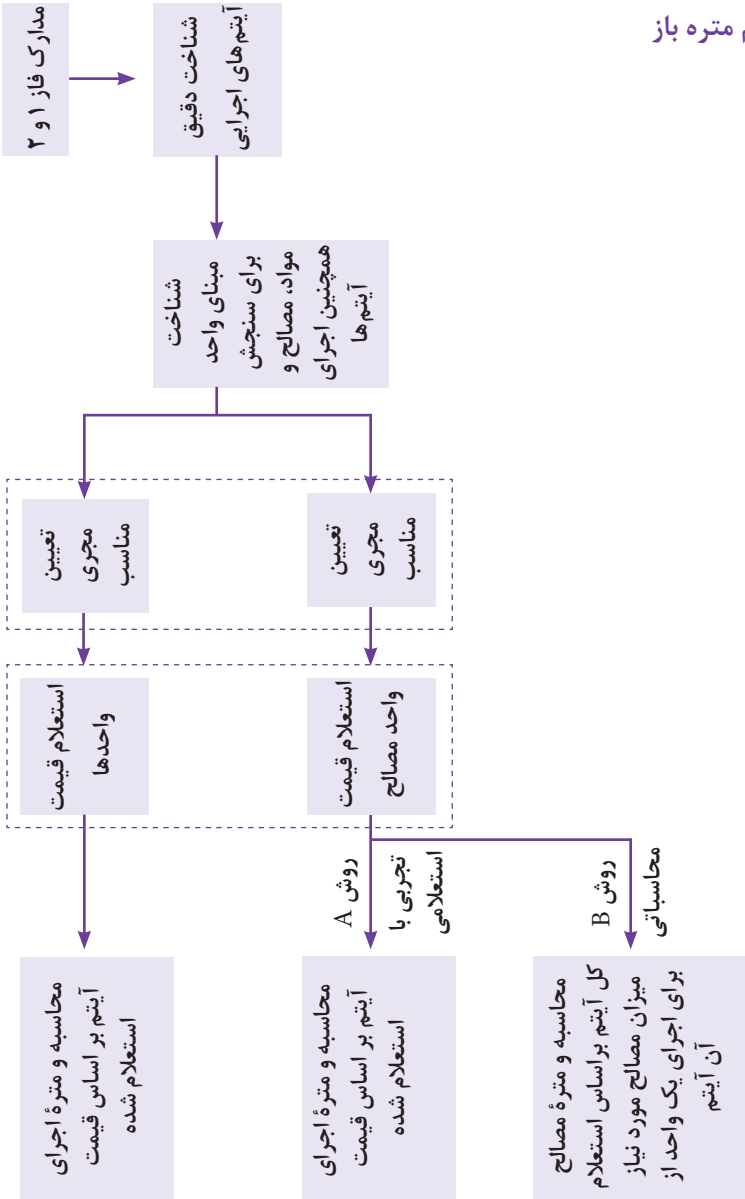 متره باز
مدارک فاز ۱ و ۲
شناخت دقیق
آیتم‌های اجرایی
شناخت
مبنای واحد
برای سنجش
مواد، مصالح و
همچنین اجرای
آیتم‌ها
تعیین
مجری
مناسب
تعیین
مجری
مناسب
استعلام قیمت
واحدها
استعلام قیمت
واحد مصالح
روش A
تجربی با
استعلامی
روش B
محاسباتی
محاسبه و مترهٔ اجرای
آیتم بر اساس قیمت
استعلام شده
محاسبه و مترهٔ اجرای
آیتم بر اساس قیمت
استعلام شده
محاسبه و مترهٔ مصالح
کل آیتم براساس استعلام
میزان مصالح مورد نیاز
برای اجرای یک واحد از
آن آیتم